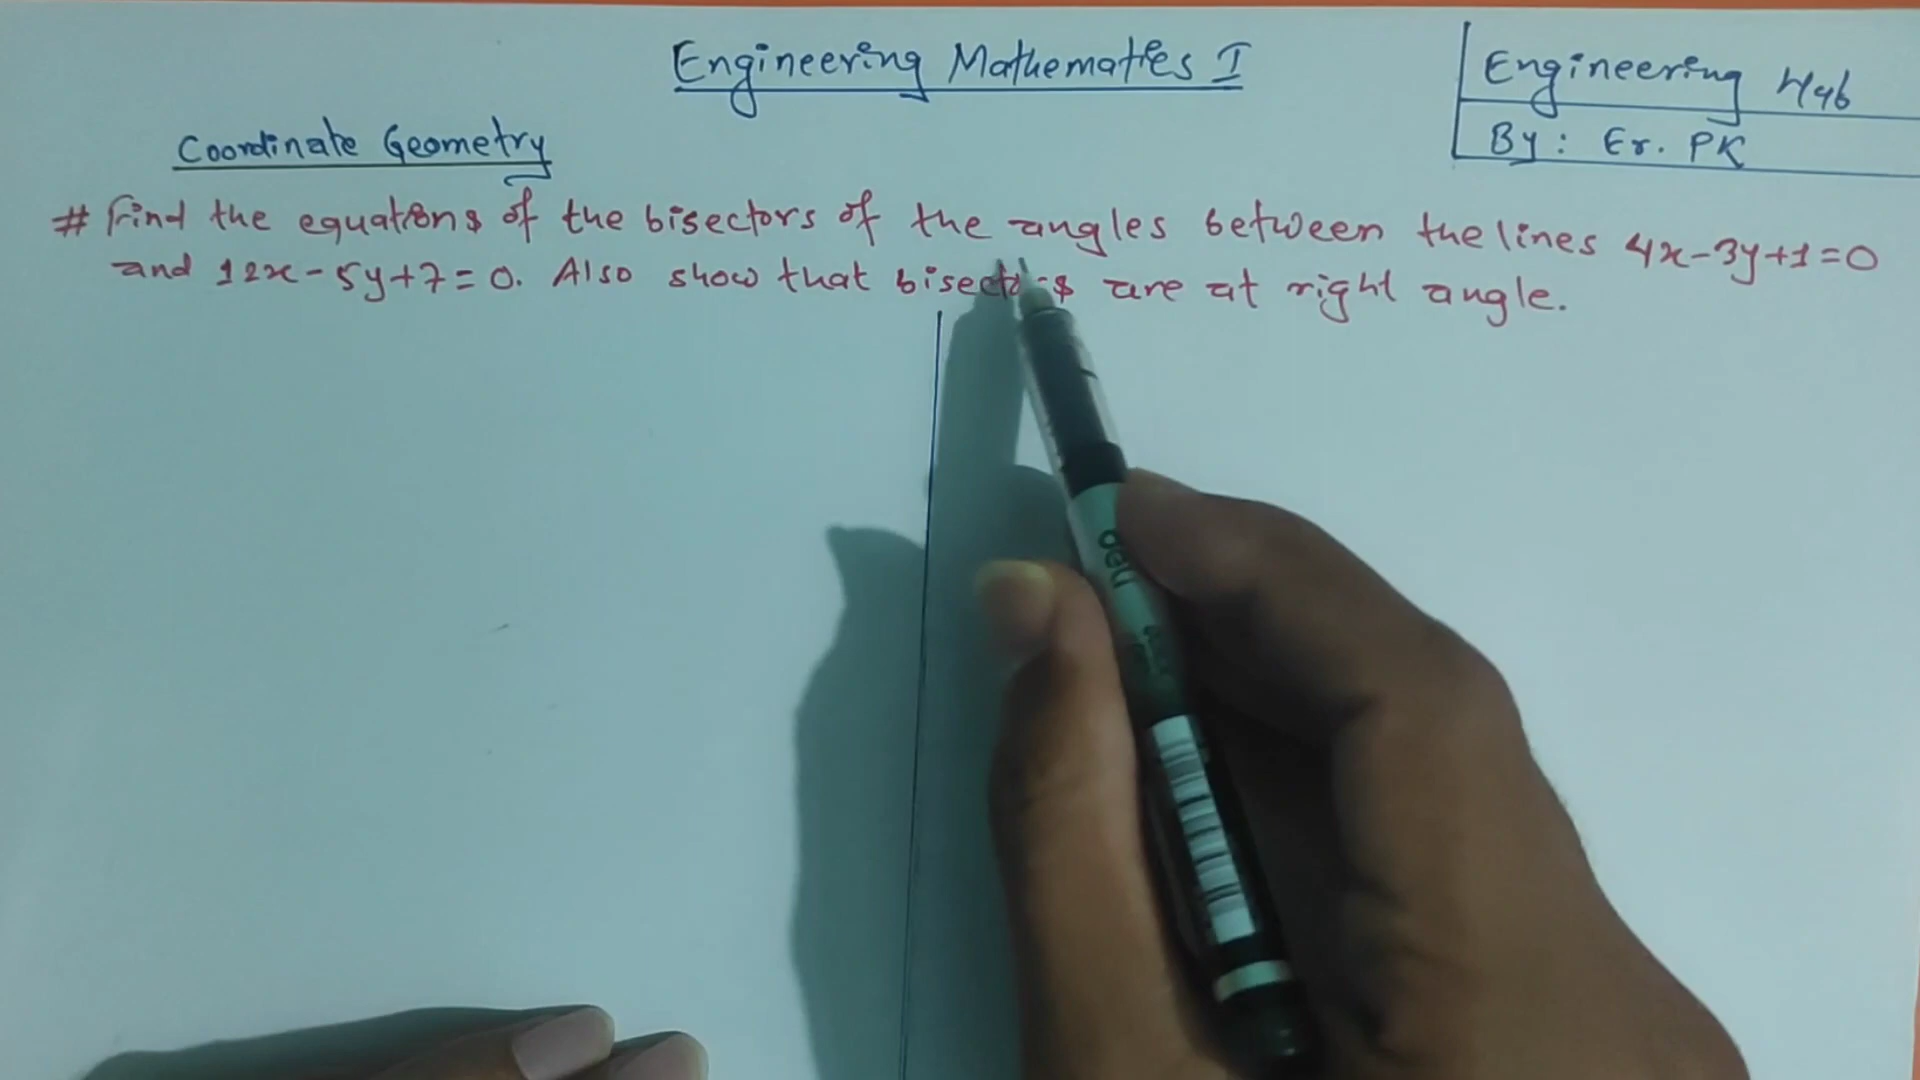 Engineering Mathematics I
Engineering Hub
By: Er. PK
Coordinate Geometry
# Find the equations of the bisectors of the angles between the lines 4x-3y+1=0
and 12x-5y+7=0. Also show that bisectors are at right angle.
deli